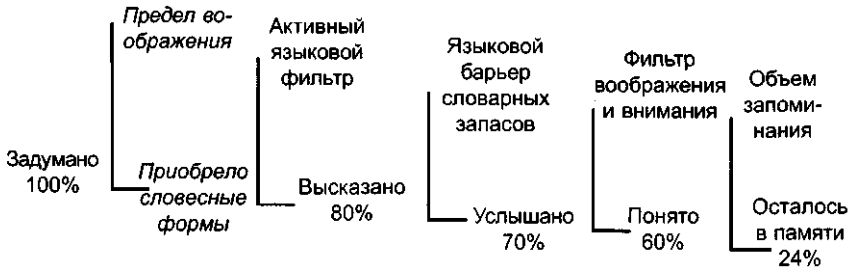 Предел во-
ображения
Активный
языковой
фильтр
Языковой
барьер
словарных
запасов
Фильтр
воображения
и внимания
Объем
запоми-
нания
Задумано
100%
Приобрело
словесные
формы
Высказано
80%
Услышано
70%
Понято
60%
Осталось
в памяти
24%